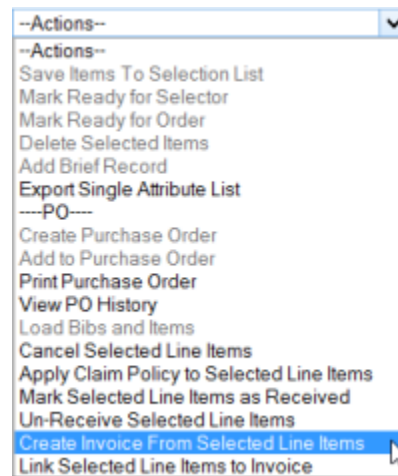 --Actions--
--Actions--
Save Items To Selection List
Mark Ready for Selector
Mark Ready for Order
Delete Selected Items
Add Brief Record
Export Single Attribute List
----PO----
Create Purchase Order
Add to Purchase Order
Print Purchase Order
View PO History
Load Bibs and Items
Cancel Selected Line Items
Apply Claim Policy to Selected Line Items
Mark Selected Line Items as Received
Un-Receive Selected Line Items
Create Invoice From Selected Line Items
Link Selected Line Items to Invoice